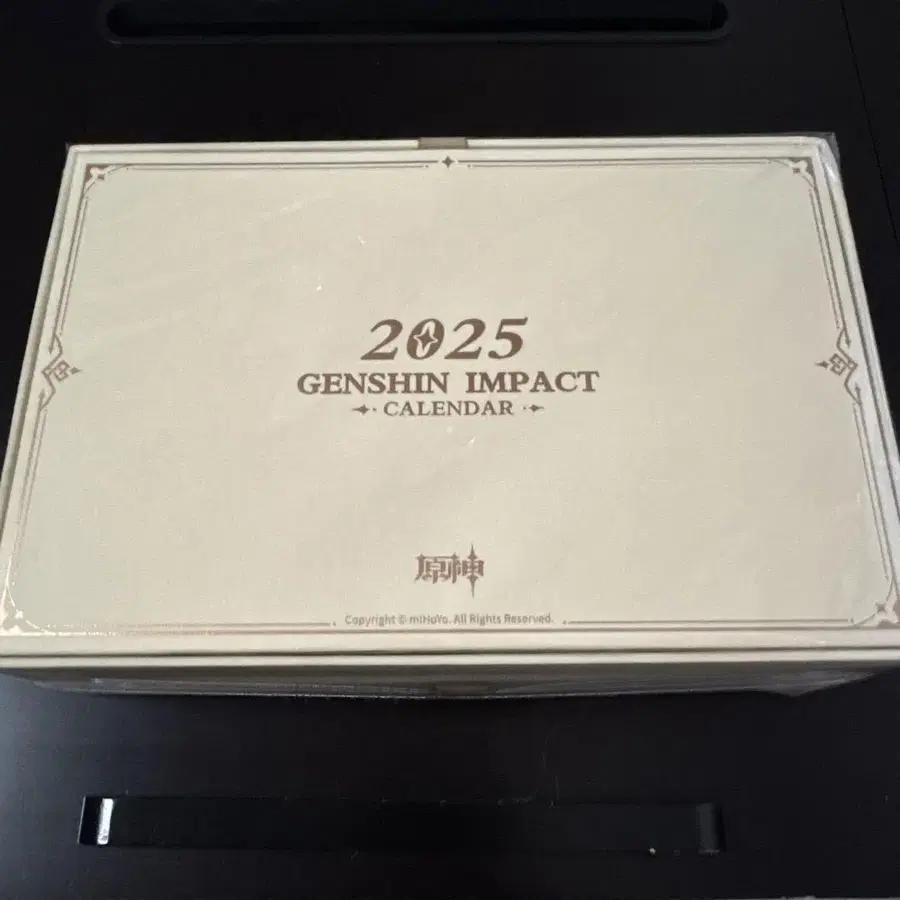 2025
GENSHIN IMPACT
CALENDAR
原神
Copyright © miHoYo. All Rights Reserved.